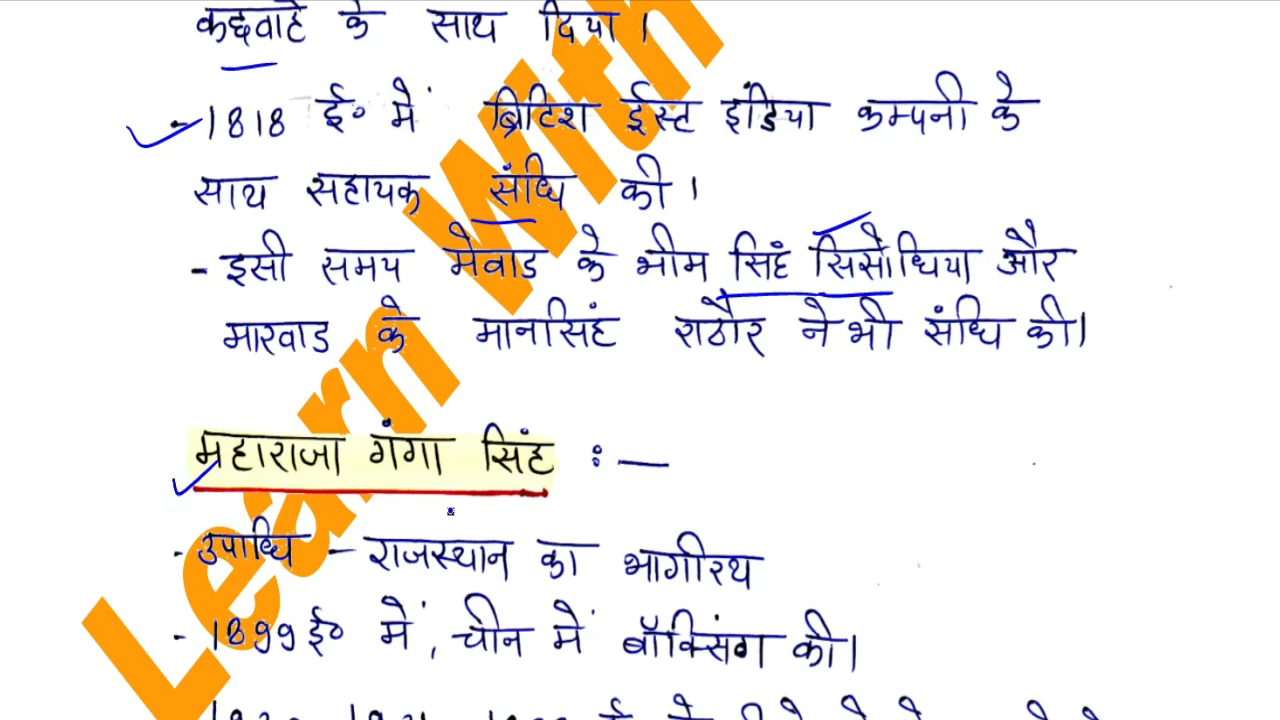 कछवाहे के साथ दिया।
- 1818 ई० में ब्रिटिश ईस्ट इंडिया कम्पनी के
साथ सहायक संधि की।
- इसी समय मेवाड के भीम सिंह सिसोधिया और
मारवाड के मानसिंह राठौर ने भी संधि की।
महाराजा गंगा सिंह :—
- उपाधि – राजस्थान का भागीरथ
- 1899 ई० में, चीन में बॉक्सिंग की।
Learn With